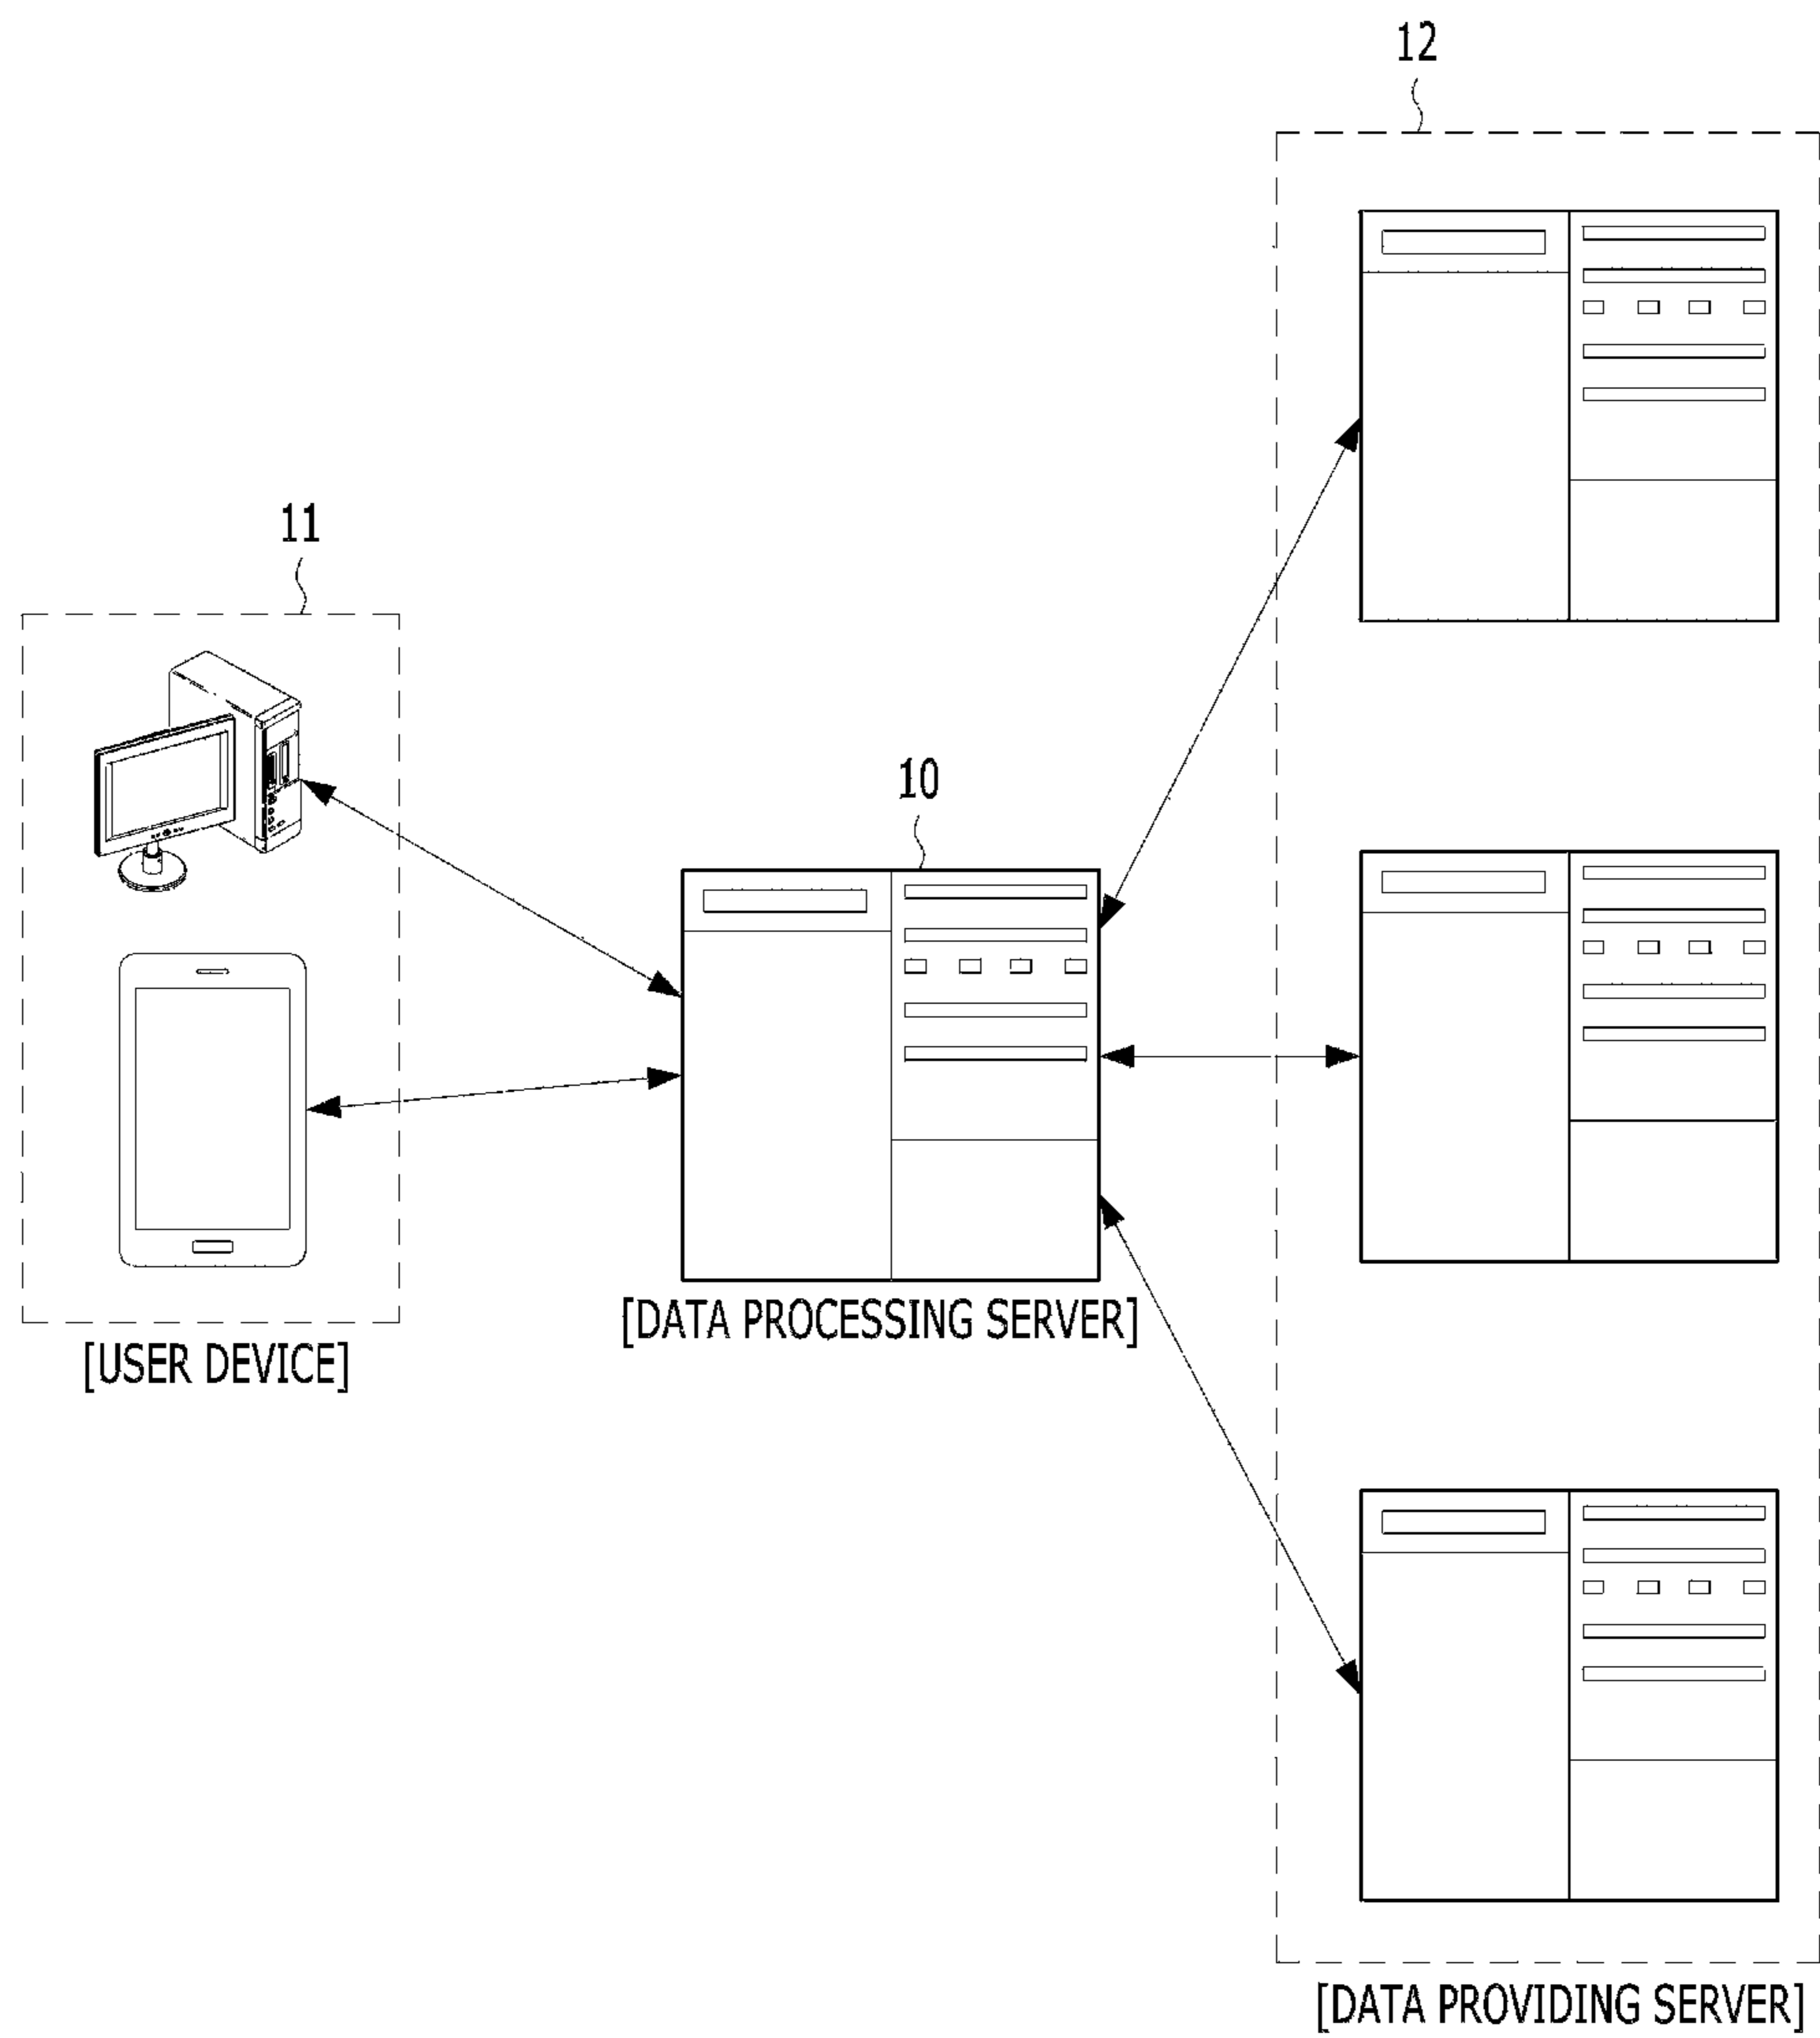 12
11
10
[DATA PROCESSING SERVER]
[USER DEVICE]
[DATA PROVIDING SERVER]